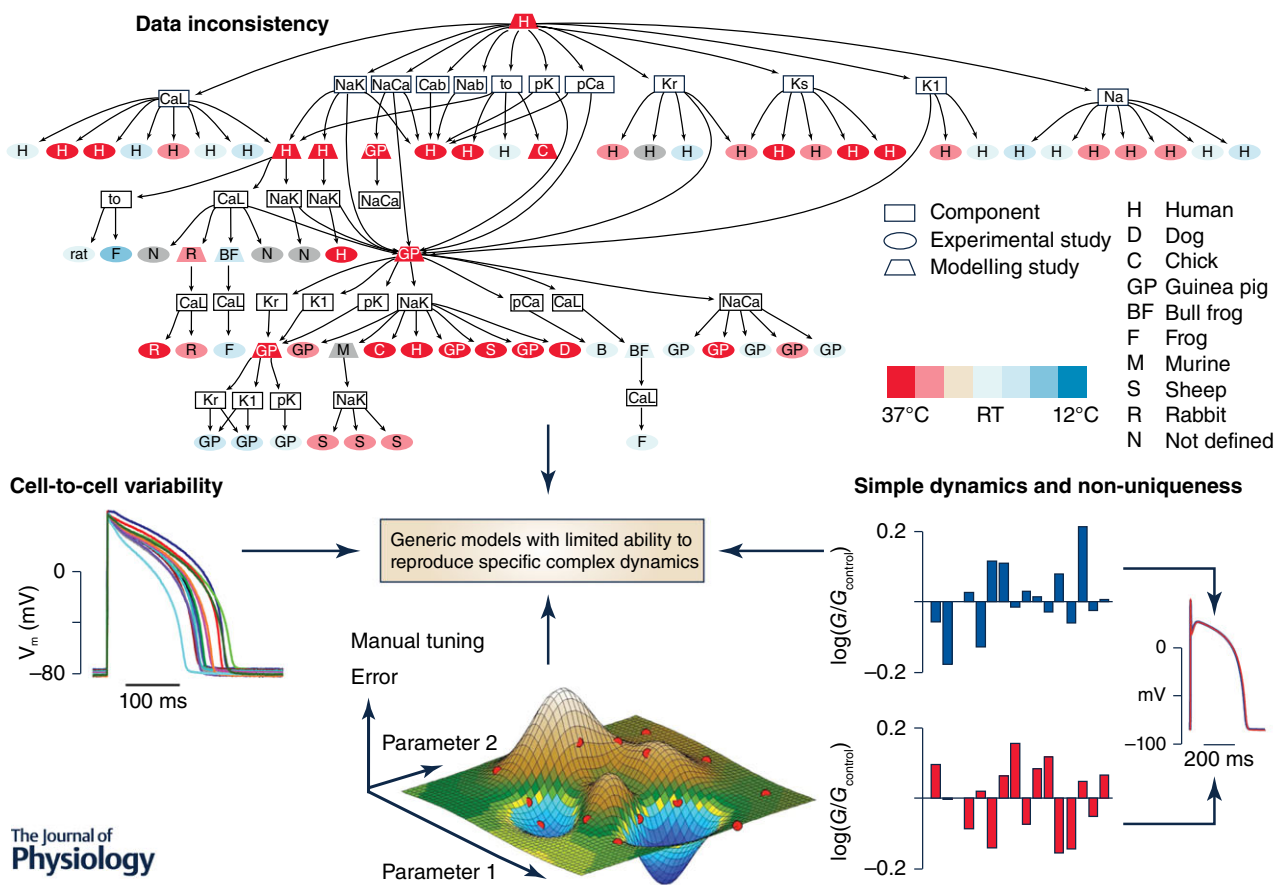 Data inconsistency
H
NaK NaCa Cab Nab to pK pCa Kr Ks K1
CaL Na
H H H H H H H H H GP H H H C H H H H H H H H H H H H H H H H H
to CaL NaK NaK NaCa
rat F N R BF N N H GP
CaL CaL Kr K1 pK NaK pCa CaL NaCa
R R F GP GP M C H GP S GP D B BF GP GP GP GP GP
Kr K1 pK NaK CaL
GP GP GP S S S F
Component
Experimental study
Modelling study
H Human
D Dog
C Chick
GP Guinea pig
BF Bull frog
F Frog
M Murine
S Sheep
R Rabbit
N Not defined
37°C RT 12°C
Cell-to-cell variability
0
V_m (mV)
–80
100 ms
Generic models with limited ability to
reproduce specific complex dynamics
Manual tuning
Error
Parameter 2
Parameter 1
Simple dynamics and non-uniqueness
0.2
log(G/G_control)
–0.2
0.2
log(G/G_control)
–0.2
0
mV
–100
200 ms
The Journal of
Physiology